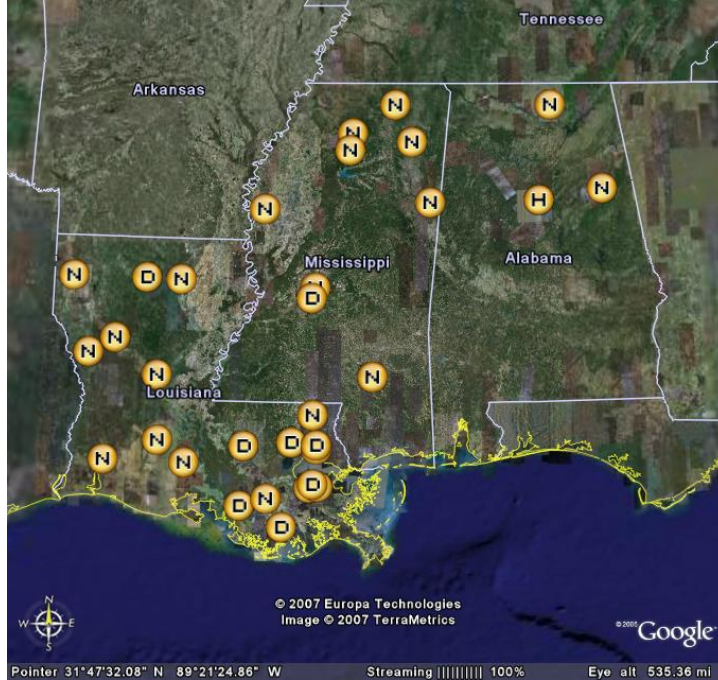 Tennessee
Arkansas
N
N
N
N
N
N
N
H
N
Mississippi
Alabama
N
D
N
N
D
N
N
N
N
Louisiana
N
N
D
D
D
N
N
D
N
D
D
© 2007 Europa Technologies
Image © 2007 TerraMetrics
N
W
E
S
© 2005 Google
Pointer 31°47'32.08" N 89°21'24.86" W
Streaming |||||||||| 100%
Eye alt 535.36 mi